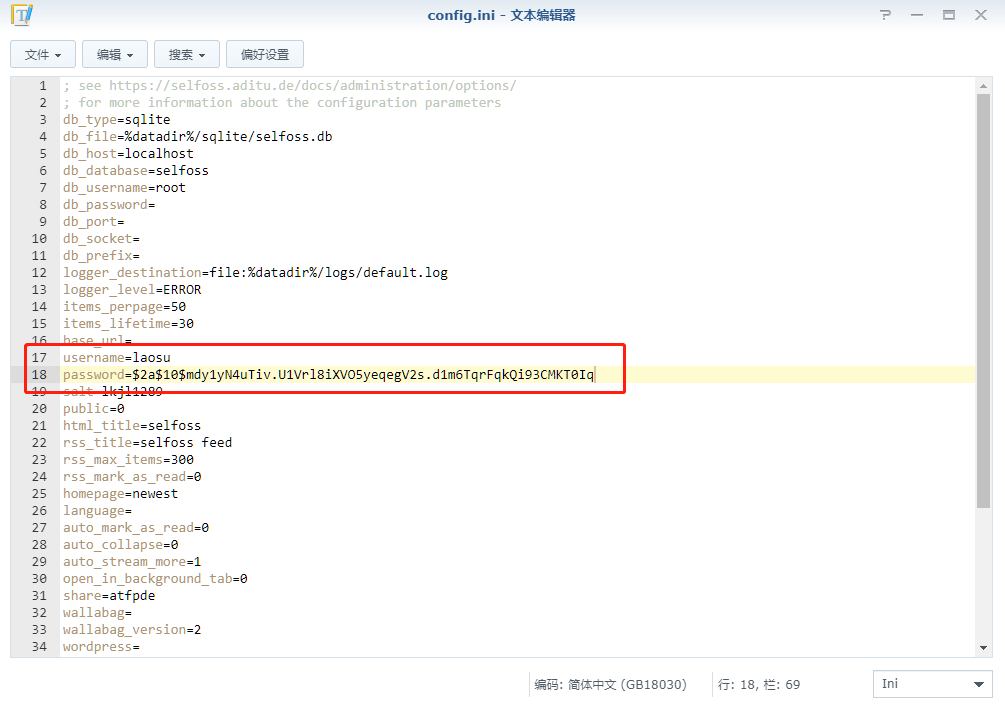 config.ini - 文本编辑器
文件 编辑 搜索 偏好设置
1 ; see https://selfoss.aditu.de/docs/administration/options/
2 ; for more information about the configuration parameters
3 db_type=sqlite
4 db_file=%datadir%/sqlite/selfoss.db
5 db_host=localhost
6 db_database=selfoss
7 db_username=root
8 db_password=
9 db_port=
10 db_socket=
11 db_prefix=
12 logger_destination=file:%datadir%/logs/default.log
13 logger_level=ERROR
14 items_perpage=50
15 items_lifetime=30
16 base_url=
17 username=laosu
18 password=$2a$10$mdy1yN4uTiv.U1Vrl8iXVO5yeqegV2s.d1m6TqrFqkQi93CMKT0Iq
19 salt=lkjl1289
20 public=0
21 html_title=selfoss
22 rss_title=selfoss feed
23 rss_max_items=300
24 rss_mark_as_read=0
25 homepage=newest
26 language=
27 auto_mark_as_read=0
28 auto_collapse=0
29 auto_stream_more=1
30 open_in_background_tab=0
31 share=atfpde
32 wallabag=
33 wallabag_version=2
34 wordpress=
编码: 简体中文 (GB18030) 行: 18, 栏: 69 Ini